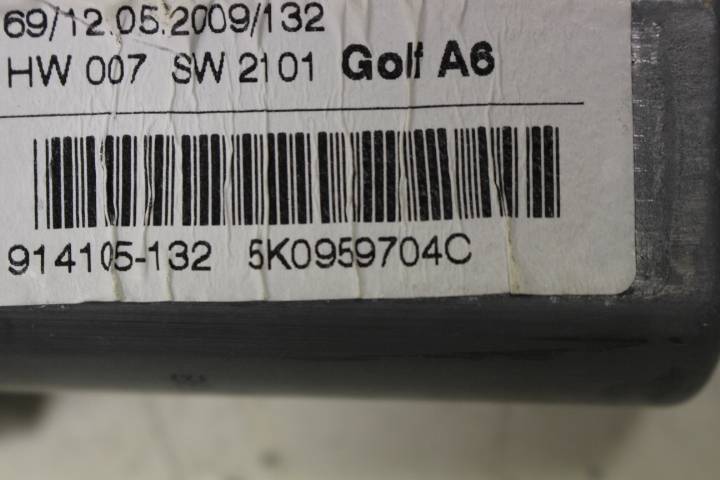 69/12.05.2009/132
HW 007 SW 2101 Golf A6
914105-132 5K0959704C